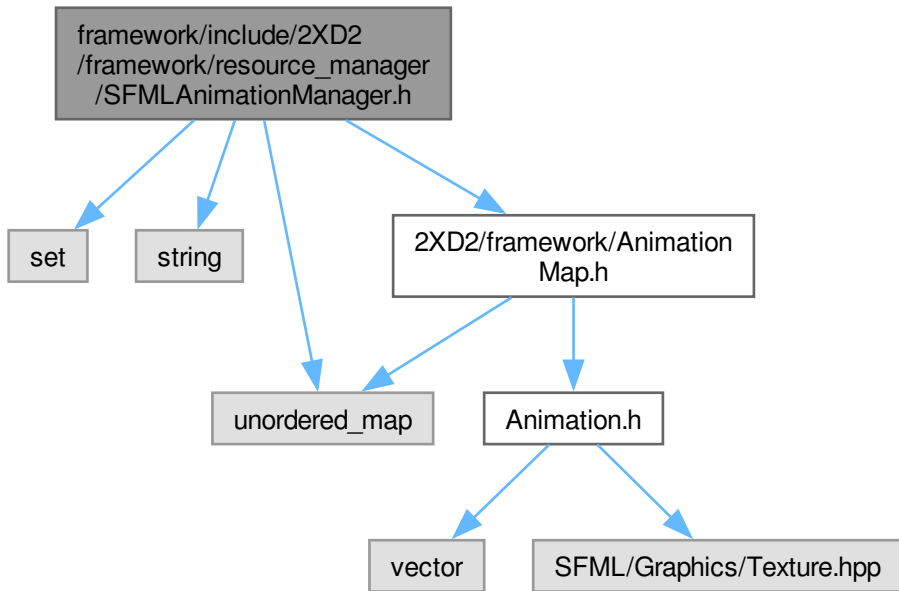 framework/include/2XD2
/framework/resource_manager
/SFMLAnimationManager.h
set
string
2XD2/framework/Animation
Map.h
unordered_map
Animation.h
vector
SFML/Graphics/Texture.hpp